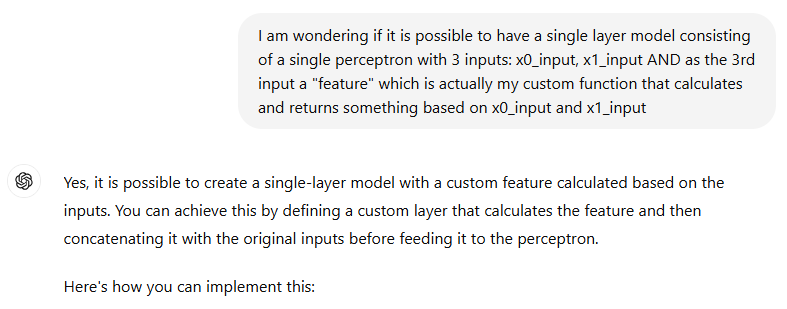 I am wondering if it is possible to have a single layer model consisting
of a single perceptron with 3 inputs: x0_input, x1_input AND as the 3rd
input a "feature" which is actually my custom function that calculates
and returns something based on x0_input and x1_input
Yes, it is possible to create a single-layer model with a custom feature calculated based on the
inputs. You can achieve this by defining a custom layer that calculates the feature and then
concatenating it with the original inputs before feeding it to the perceptron.
Here's how you can implement this: